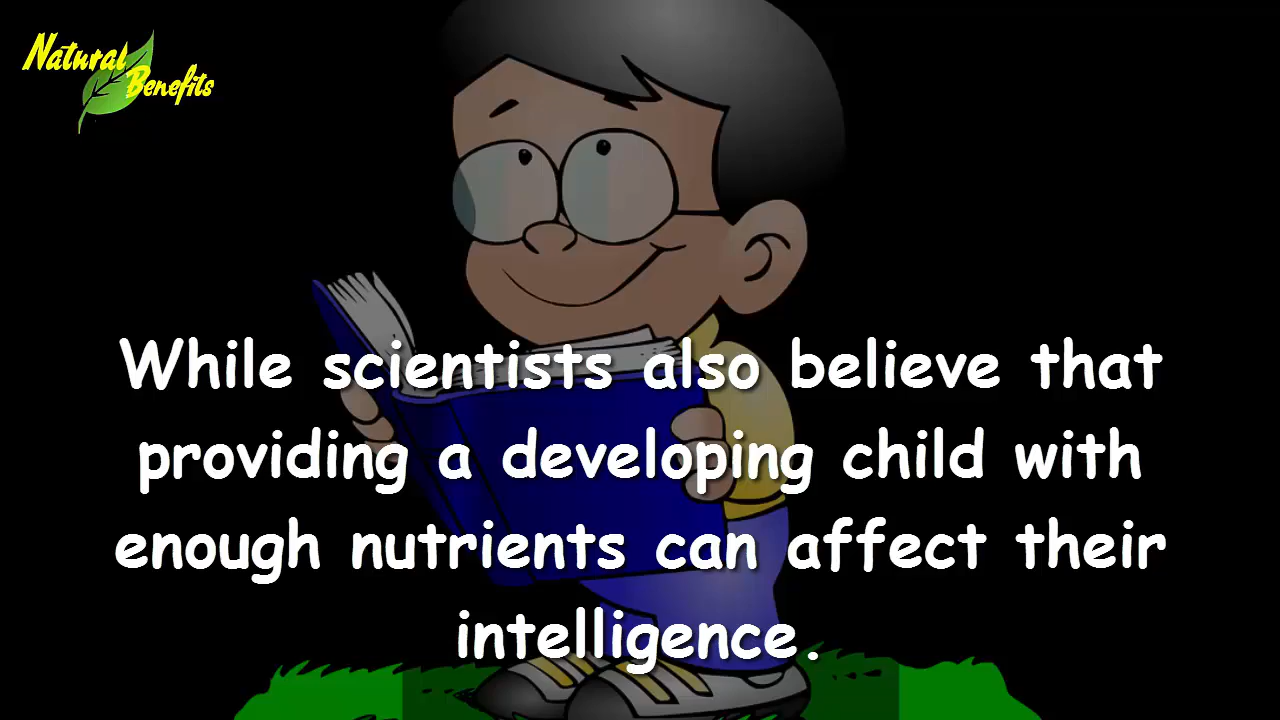 Natural
Benefits
While scientists also believe that
providing a developing child with
enough nutrients can affect their
intelligence.